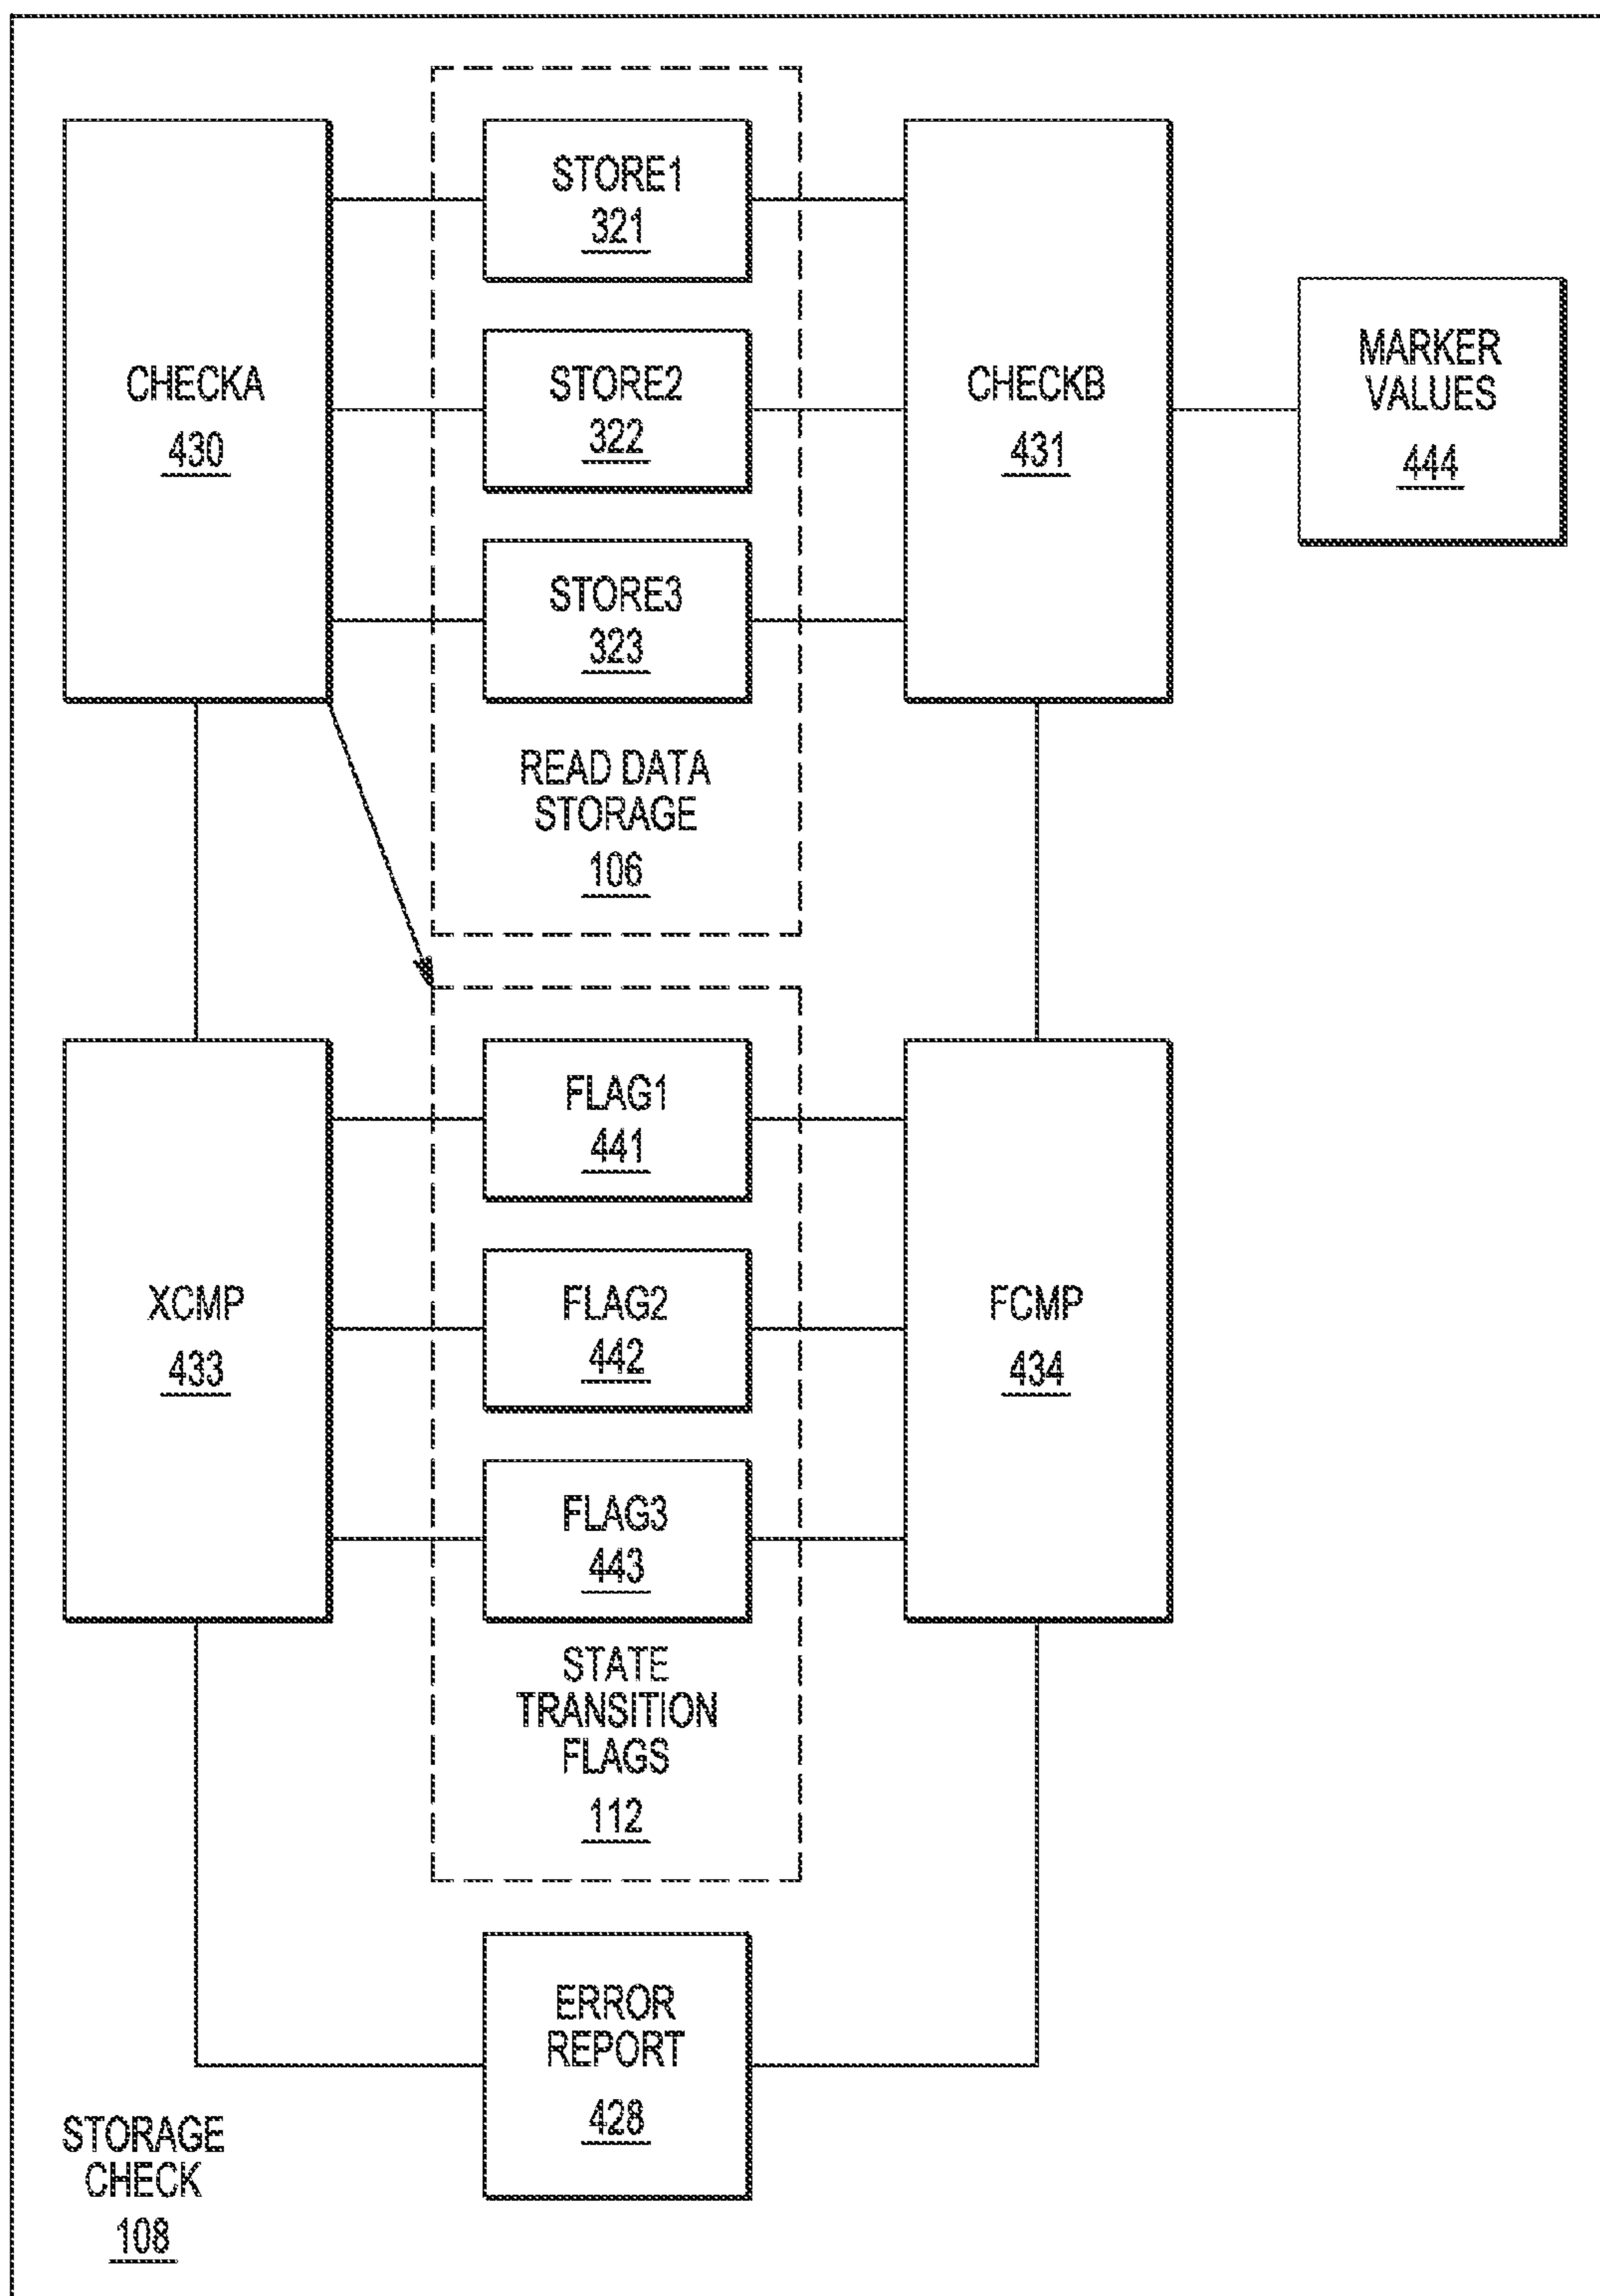 STORE1
321
CHECKA
430
STORE2
322
CHECKB
431
MARKER
VALUES
444
STORE3
323
READ DATA
STORAGE
106
FLAG1
441
XCMP
433
FLAG2
442
FCMP
434
FLAG3
443
STATE
TRANSITION
FLAGS
112
ERROR
REPORT
428
STORAGE
CHECK
108